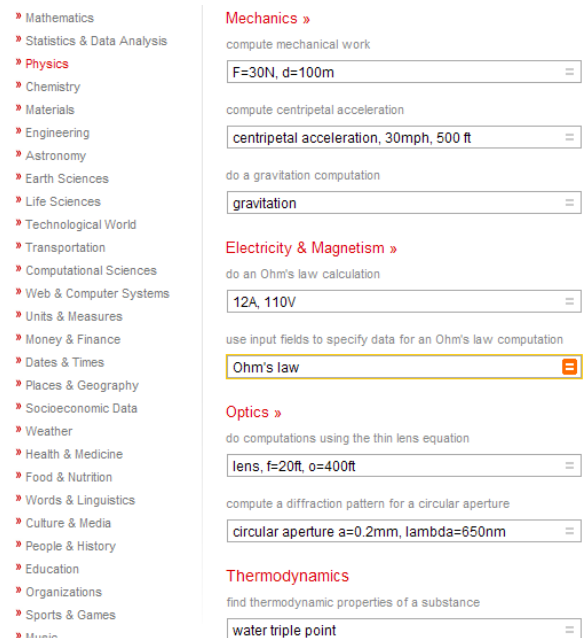 » Mathematics
» Statistics & Data Analysis
» Physics
» Chemistry
» Materials
» Engineering
» Astronomy
» Earth Sciences
» Life Sciences
» Technological World
» Transportation
» Computational Sciences
» Web & Computer Systems
» Units & Measures
» Money & Finance
» Dates & Times
» Places & Geography
» Socioeconomic Data
» Weather
» Health & Medicine
» Food & Nutrition
» Words & Linguistics
» Culture & Media
» People & History
» Education
» Organizations
» Sports & Games
» Music
Mechanics »
compute mechanical work
F=30N, d=100m =
compute centripetal acceleration
centripetal acceleration, 30mph, 500 ft =
do a gravitation computation
gravitation =
Electricity & Magnetism »
do an Ohm's law calculation
12A, 110V =
use input fields to specify data for an Ohm's law computation
Ohm's law =
Optics »
do computations using the thin lens equation
lens, f=20ft, o=400ft =
compute a diffraction pattern for a circular aperture
circular aperture a=0.2mm, lambda=650nm =
Thermodynamics
find thermodynamic properties of a substance
water triple point =